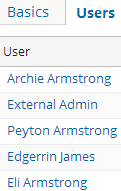 Basics Users
User
Archie Armstrong
External Admin
Peyton Armstrong
Edgerrin James
Eli Armstrong